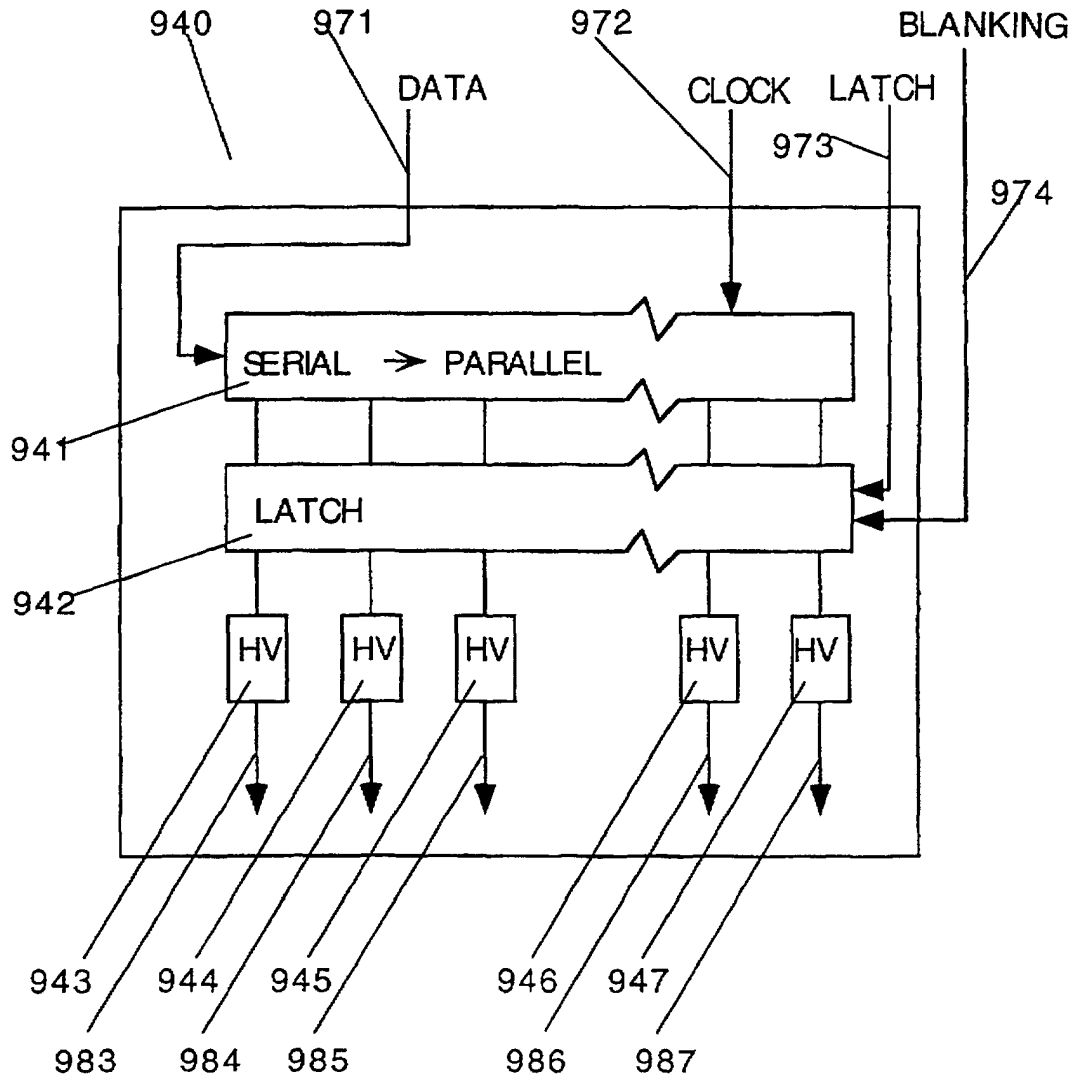 940 971 972 BLANKING
DATA CLOCK LATCH
973
974
SERIAL → PARALLEL
941
LATCH
942
HV HV HV HV HV
943 944 945 946 947
983 984 985 986 987